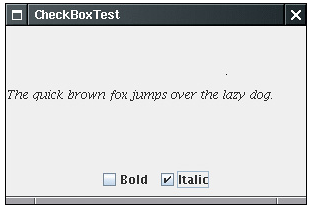 CheckBoxTest
The quick brown fox jumps over the lazy dog.
Bold Italic